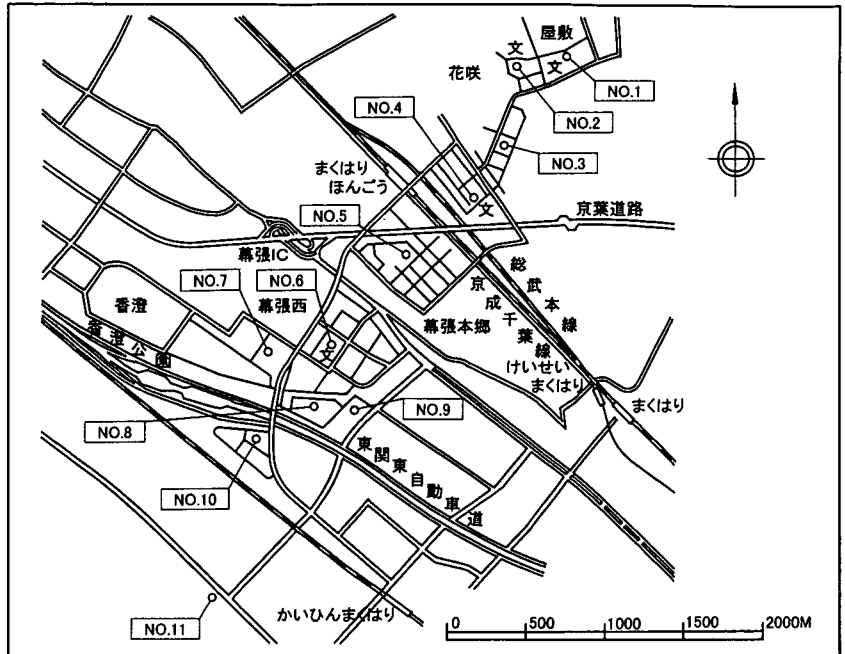 屋敷
文
花咲
文
NO.1
NO.4
NO.2
NO.3
まくはり
ほんごう
文
京葉道路
NO.5
幕張IC
総武本線
NO.7
NO.6
幕張西
京成千葉線
香澄
幕張本郷
文
香澄公園
けいせい
まくはり
まくはり
NO.8
NO.9
東関東自動車道
NO.10
かいひんまくはり
NO.11
0 500 1000 1500 2000M